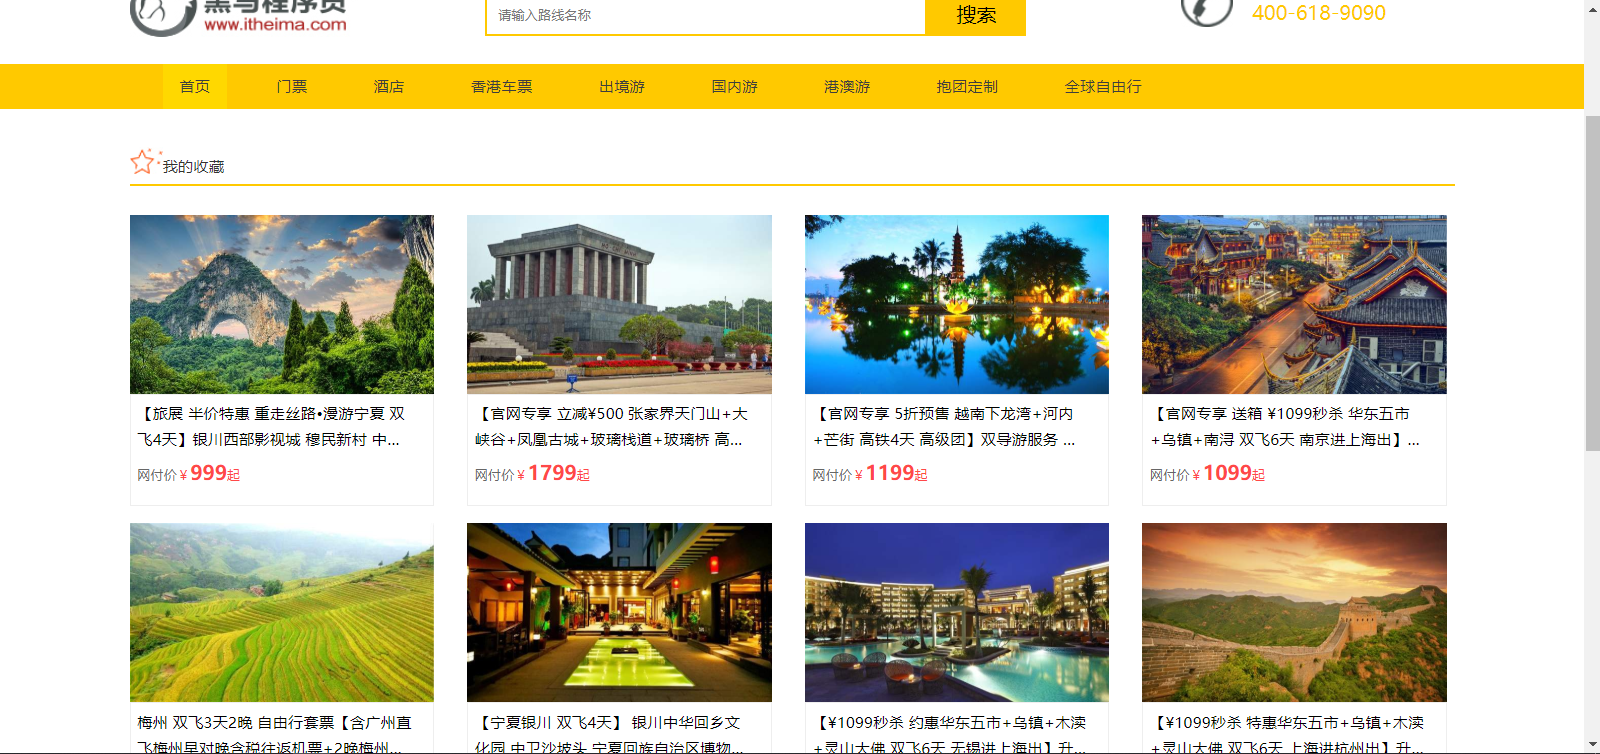 黑马程序员
www.itheima.com
请输入路线名称
搜索
400-618-9090
首页
门票
酒店
香港车票
出境游
国内游
港澳游
抱团定制
全球自由行
我的收藏
【旅展 半价特惠 重走丝路•漫游宁夏 双
飞4天】银川西部影视城 穆民新村 中...
网付价￥999起
【官网专享 立减¥500 张家界天门山+大
峡谷+凤凰古城+玻璃栈道+玻璃桥 高...
网付价￥1799起
【官网专享 5折预售 越南下龙湾+河内
+芒街 高铁4天 高级团】双导游服务 ...
网付价￥1199起
【官网专享 送箱 ¥1099秒杀 华东五市
+乌镇+南浔 双飞6天 南京进上海出】...
网付价￥1099起
梅州 双飞3天2晚 自由行套票【含广州直
飞梅州早对晚含税往返机票+2晚梅州...
【宁夏银川 双飞4天】 银川中华回乡文
化园 中卫沙坡头 宁夏回族自治区博物...
【¥1099秒杀 约惠华东五市+乌镇+木渎
+灵山大佛 双飞6天 无锡进上海出】升...
【¥1099秒杀 特惠华东五市+乌镇+木渎
+灵山大佛 双飞6天 上海进杭州出】升...